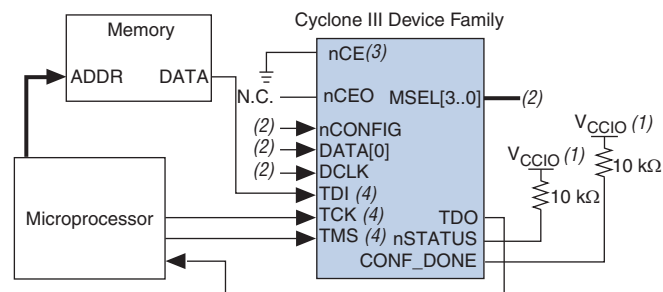 Cyclone III Device Family
Memory
ADDR DATA
nCE(3)
N.C. nCEO
MSEL[3..0] (2)
(2) nCONFIG
(2) DATA[0]
(2) DCLK
TDI (4)
TCK (4)
TMS (4)
TDO
nSTATUS
CONF_DONE
VCCIO (1)
10 kΩ
VCCIO (1)
10 kΩ
Microprocessor